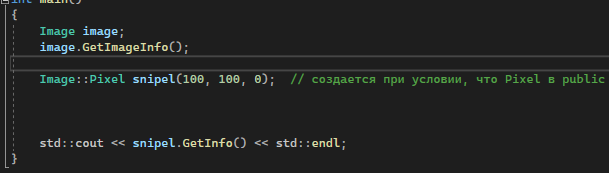 int main()
{
Image image;
image.GetImageInfo();
Image::Pixel snipel(100, 100, 0); // создается при условии, что Pixel в public
std::cout << snipel.GetInfo() << std::endl;
}